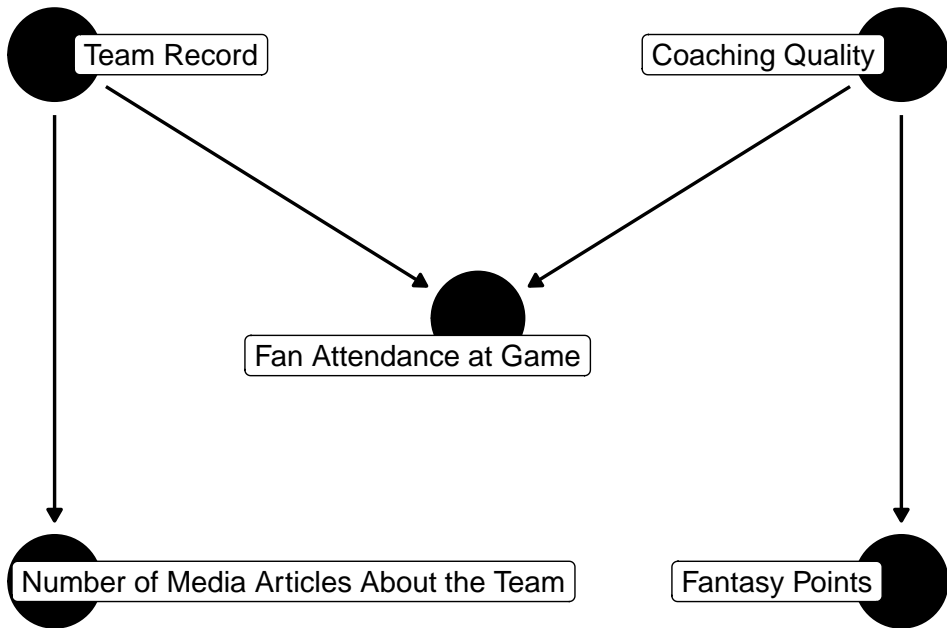 Team Record
Coaching Quality
Fan Attendance at Game
Number of Media Articles About the Team
Fantasy Points